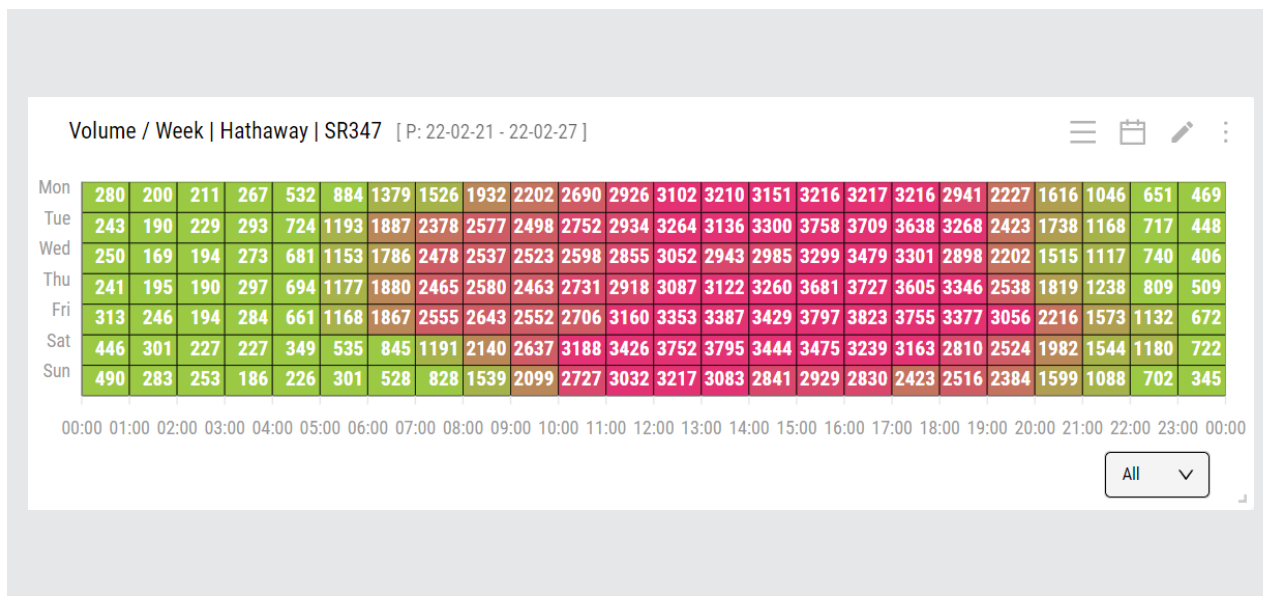 Volume / Week | Hathaway | SR347 [ P: 22-02-21 - 22-02-27 ]
Mon 280 200 211 267 532 884 1379 1526 1932 2202 2690 2926 3102 3210 3151 3216 3217 3216 2941 2227 1616 1046 651 469
Tue 243 190 229 293 724 1193 1887 2378 2577 2498 2752 2934 3264 3136 3300 3758 3709 3638 3268 2423 1738 1168 717 448
Wed 250 169 194 273 681 1153 1786 2478 2537 2523 2598 2855 3052 2943 2985 3299 3479 3301 2898 2202 1515 1117 740 406
Thu 241 195 190 297 694 1177 1880 2465 2580 2463 2731 2918 3087 3122 3260 3681 3727 3605 3346 2538 1819 1238 809 509
Fri 313 246 194 284 661 1168 1867 2555 2643 2552 2706 3160 3353 3387 3429 3797 3823 3755 3377 3056 2216 1573 1132 672
Sat 446 301 227 227 349 535 845 1191 2140 2637 3188 3426 3752 3795 3444 3475 3239 3163 2810 2524 1982 1544 1180 722
Sun 490 283 253 186 226 301 528 828 1539 2099 2727 3032 3217 3083 2841 2929 2830 2423 2516 2384 1599 1088 702 345
00:00 01:00 02:00 03:00 04:00 05:00 06:00 07:00 08:00 09:00 10:00 11:00 12:00 13:00 14:00 15:00 16:00 17:00 18:00 19:00 20:00 21:00 22:00 23:00 00:00
All